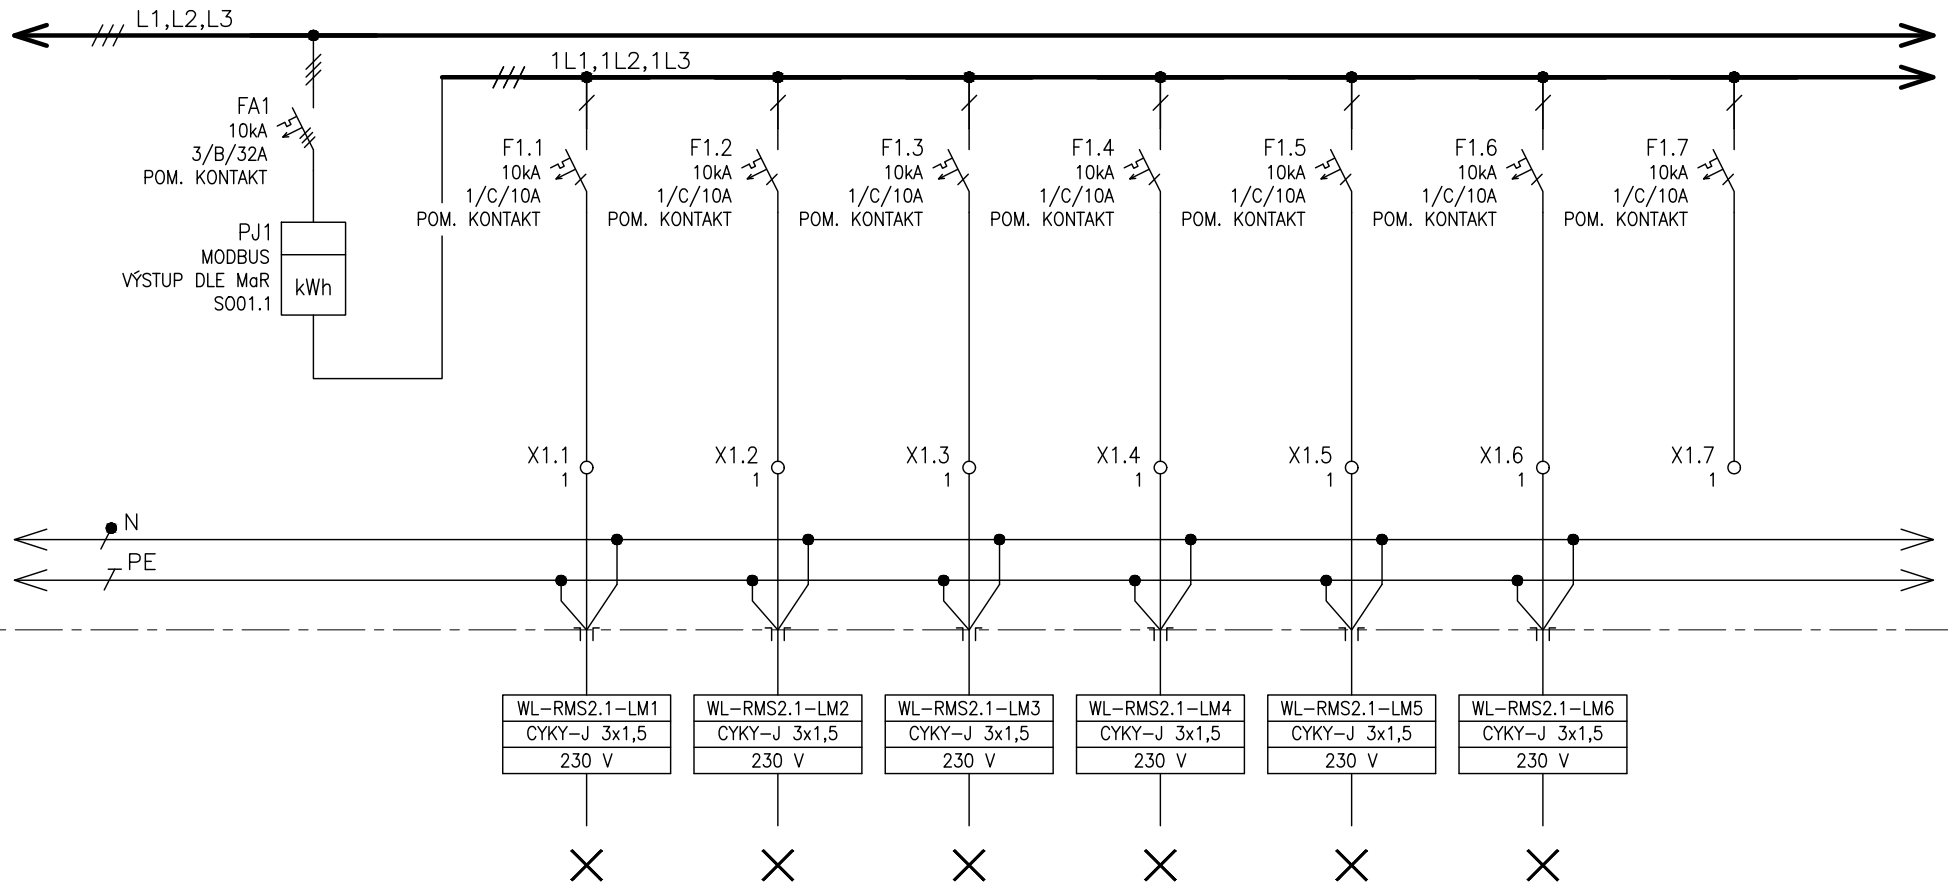 L1,L2,L3
1L1,1L2,1L3
FA1
10kA
3/B/32A
POM. KONTAKT
PJ1
MODBUS
VÝSTUP DLE MaR
SO01.1
kWh
F1.1
10kA
1/C/10A
POM. KONTAKT
F1.2
10kA
1/C/10A
POM. KONTAKT
F1.3
10kA
1/C/10A
POM. KONTAKT
F1.4
10kA
1/C/10A
POM. KONTAKT
F1.5
10kA
1/C/10A
POM. KONTAKT
F1.6
10kA
1/C/10A
POM. KONTAKT
F1.7
10kA
1/C/10A
POM. KONTAKT
X1.1
1
X1.2
1
X1.3
1
X1.4
1
X1.5
1
X1.6
1
X1.7
1
N
PE
WL-RMS2.1-LM1
CYKY-J 3x1,5
230 V
WL-RMS2.1-LM2
CYKY-J 3x1,5
230 V
WL-RMS2.1-LM3
CYKY-J 3x1,5
230 V
WL-RMS2.1-LM4
CYKY-J 3x1,5
230 V
WL-RMS2.1-LM5
CYKY-J 3x1,5
230 V
WL-RMS2.1-LM6
CYKY-J 3x1,5
230 V